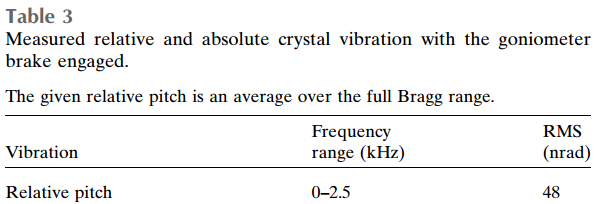 Table 3
Measured relative and absolute crystal vibration with the goniometer
brake engaged.
The given relative pitch is an average over the full Bragg range.
Frequency RMS
Vibration range (kHz) (nrad)
Relative pitch 0–2.5 48